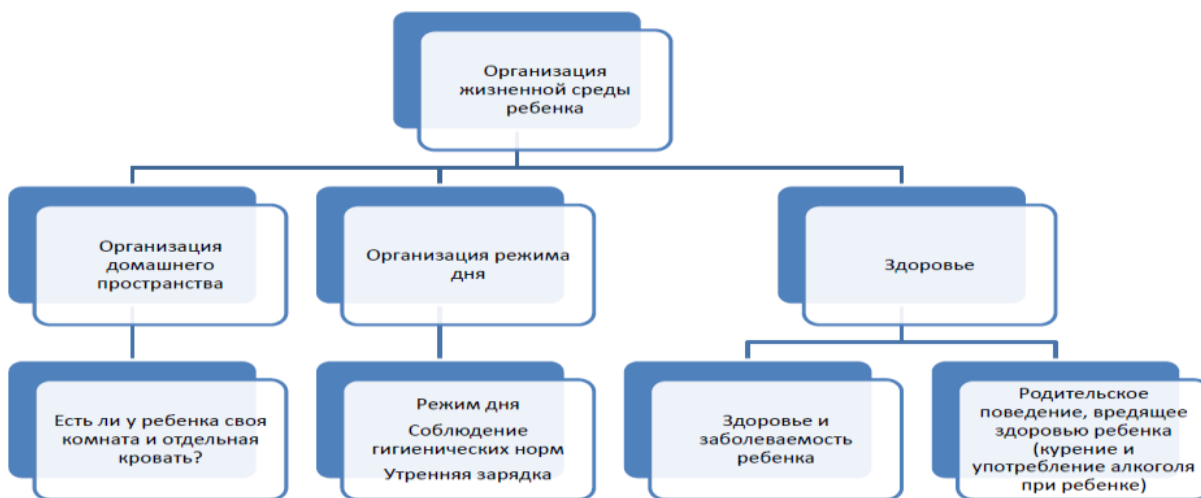 Организация
жизненной среды
ребенка
Организация
домашнего
пространства
Организация режима
дня
Здоровье
Есть ли у ребенка своя
комната и отдельная
кровать?
Режим дня
Соблюдение
гигиенических норм
Утренняя зарядка
Здоровье и
заболеваемость
ребенка
Родительское
поведение, вредящее
здоровью ребенка
(курение и
употребление алкоголя
при ребенке)